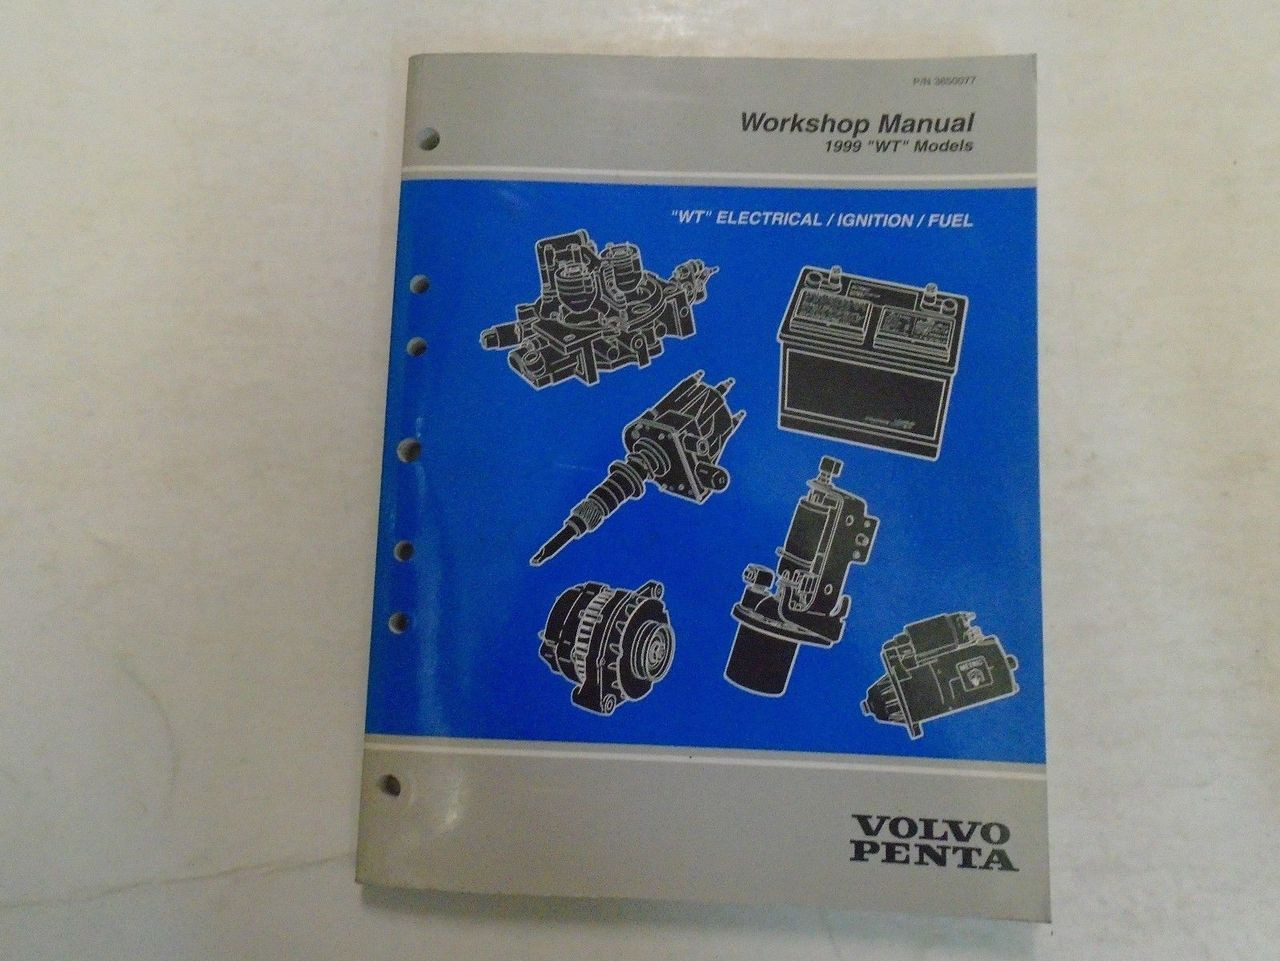 P/N 3850077
Workshop Manual
1999 "WT" Models
"WT" ELECTRICAL / IGNITION / FUEL
VOLVO
PENTA